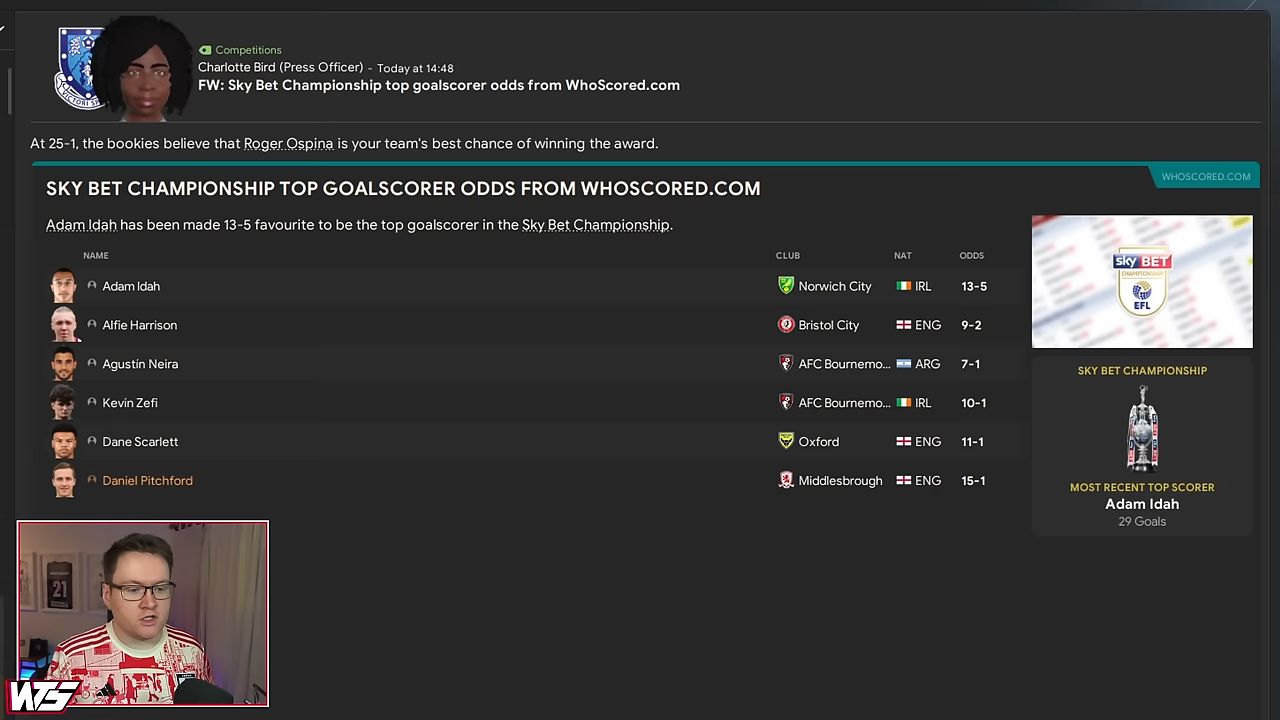 Competitions
Charlotte Bird (Press Officer) - Today at 14:48
FW: Sky Bet Championship top goalscorer odds from WhoScored.com
At 25-1, the bookies believe that Roger Ospina is your team's best chance of winning the award.
WHOSCORED.COM
SKY BET CHAMPIONSHIP TOP GOALSCORER ODDS FROM WHOSCORED.COM
Adam Idah has been made 13-5 favourite to be the top goalscorer in the Sky Bet Championship.
NAME CLUB NAT ODDS
Adam Idah Norwich City IRL 13-5
Alfie Harrison Bristol City ENG 9-2
Agustín Neira AFC Bournemo... ARG 7-1
Kevin Zefi AFC Bournemo... IRL 10-1
Dane Scarlett Oxford ENG 11-1
Daniel Pitchford Middlesbrough ENG 15-1
sky BET
CHAMPIONSHIP
EFL
SKY BET CHAMPIONSHIP
MOST RECENT TOP SCORER
Adam Idah
29 Goals
21
WTS